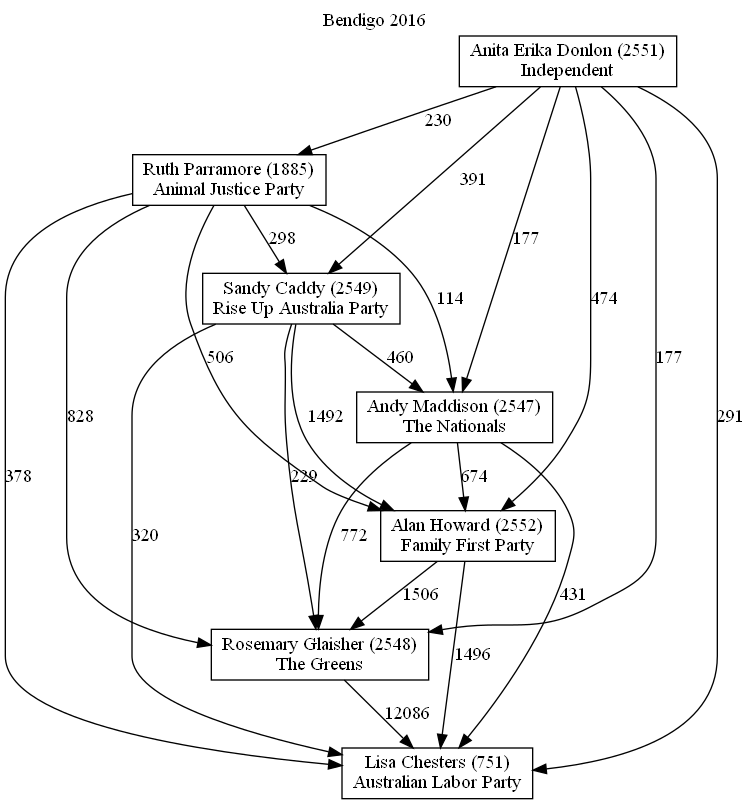 Bendigo 2016
Anita Erika Donlon (2551)
Independent
230
Ruth Parramore (1885)
Animal Justice Party
391
298
177
Sandy Caddy (2549)
Rise Up Australia Party
114
474
506
460
177
828
1492
Andy Maddison (2547)
The Nationals
291
378
229
674
320
772
Alan Howard (2552)
Family First Party
1506
431
Rosemary Glaisher (2548)
The Greens
1496
12086
Lisa Chesters (751)
Australian Labor Party